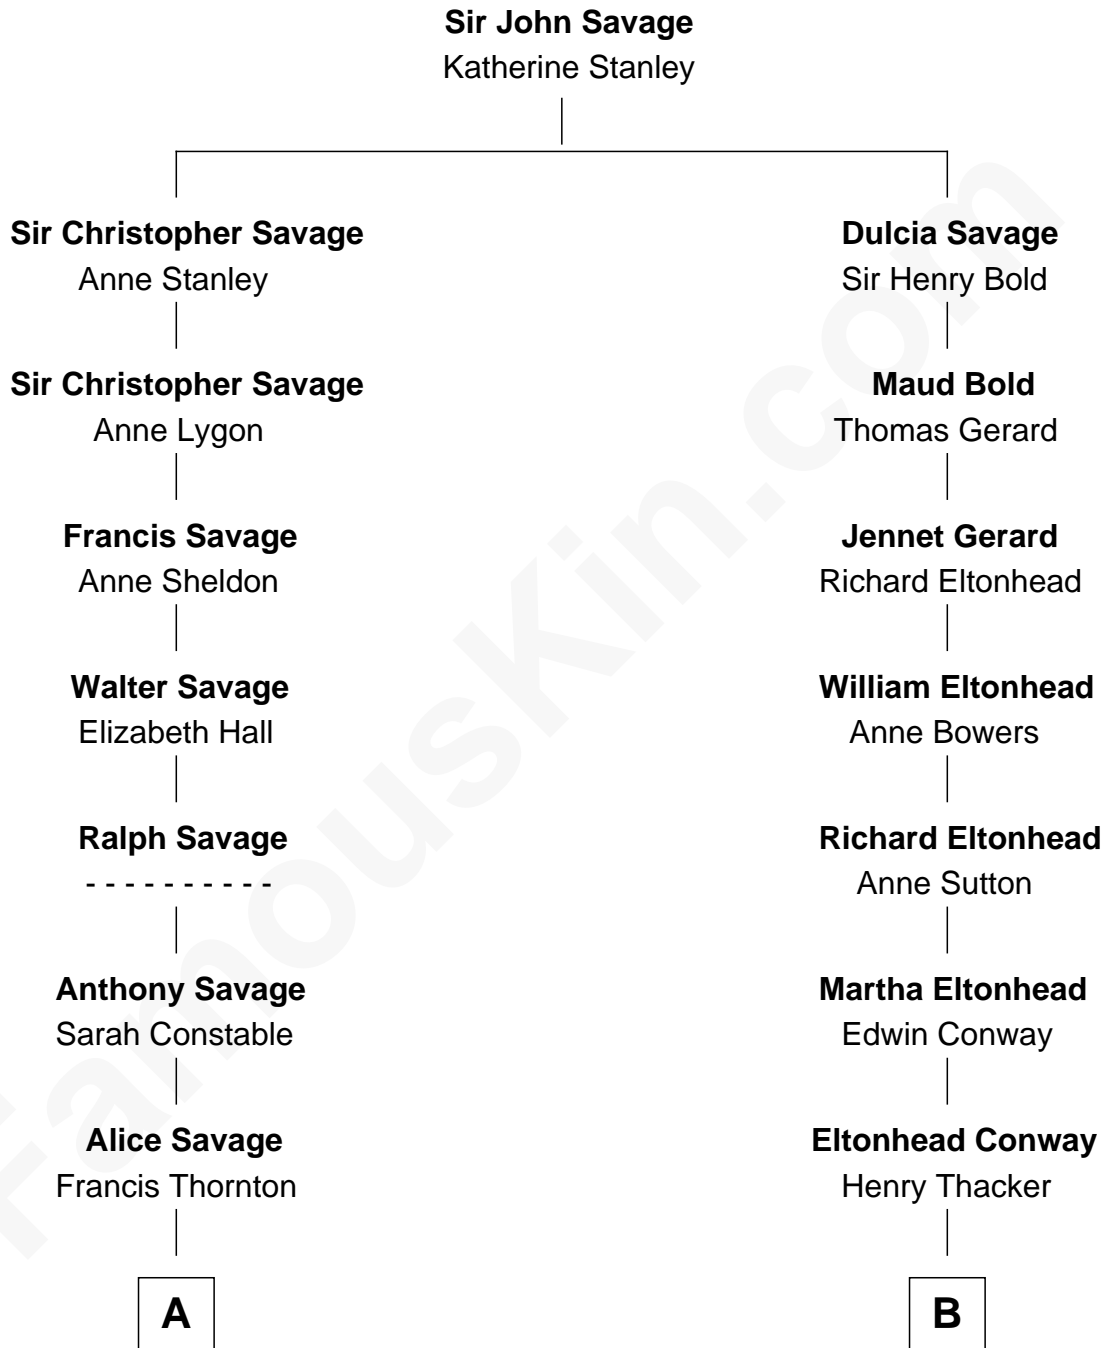 Sir John Savage
Katherine Stanley
Sir Christopher Savage
Anne Stanley
Dulcia Savage
Sir Henry Bold
Sir Christopher Savage
Anne Lygon
Maud Bold
Thomas Gerard
Francis Savage
Anne Sheldon
Jennet Gerard
Richard Eltonhead
Walter Savage
Elizabeth Hall
William Eltonhead
Anne Bowers
Ralph Savage
- - - - - - - - - -
Richard Eltonhead
Anne Sutton
Anthony Savage
Sarah Constable
Martha Eltonhead
Edwin Conway
Alice Savage
Francis Thornton
Eltonhead Conway
Henry Thacker
A
B
FamousKin.com